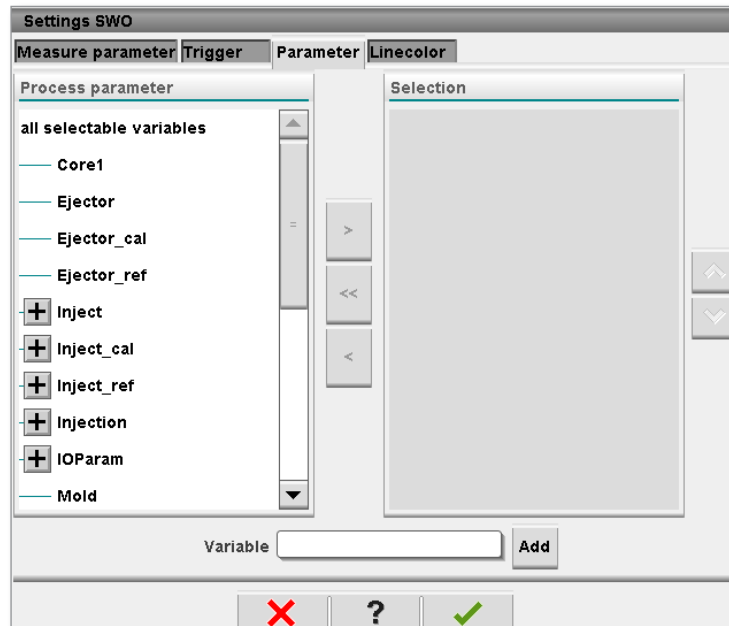 Settings SWO
Measure parameter Trigger Parameter Linecolor
Process parameter
all selectable variables
Core1
Ejector
Ejector_cal
Ejector_ref
Inject
Inject_cal
Inject_ref
Injection
IOParam
Mold
>
<<
<
Selection
Variable Add
?